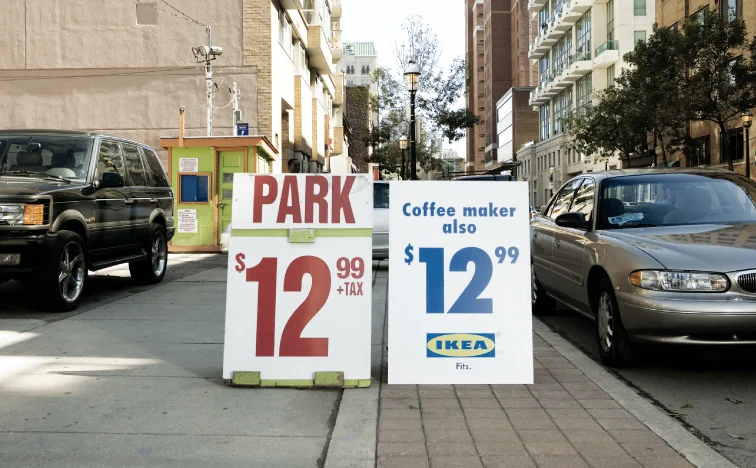 PARK
$12 99
+TAX
Coffee maker
also
$12 99
IKEA
Fits.